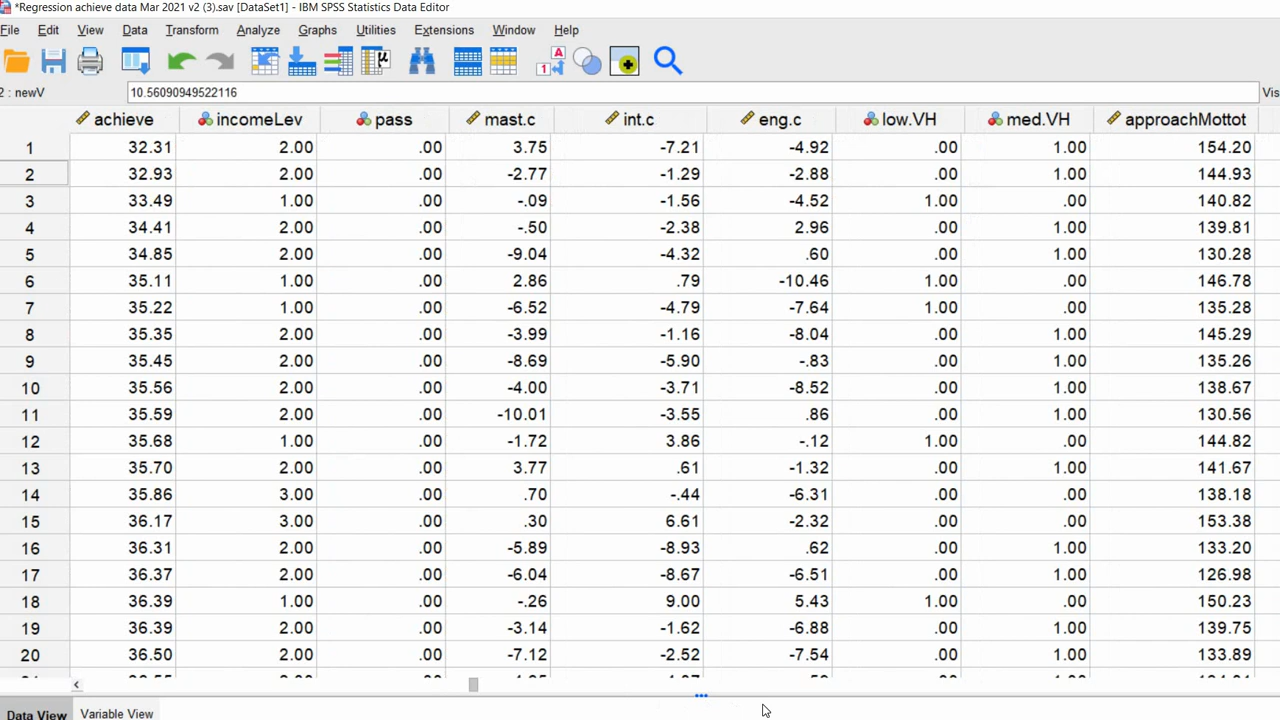 *Regression achieve data Mar 2021 v2 (3).sav [DataSet1] - IBM SPSS Statistics Data Editor
File Edit View Data Transform Analyze Graphs Utilities Extensions Window Help
2 : newV 10.56090949522116 Vis
achieve incomeLev pass mast.c int.c eng.c low.VH med.VH approachMottot
1 32.31 2.00 .00 3.75 -7.21 -4.92 .00 1.00 154.20
2 32.93 2.00 .00 -2.77 -1.29 -2.88 .00 1.00 144.93
3 33.49 1.00 .00 -.09 -1.56 -4.52 1.00 .00 140.82
4 34.41 2.00 .00 -.50 -2.38 2.96 .00 1.00 139.81
5 34.85 2.00 .00 -9.04 -4.32 .60 .00 1.00 130.28
6 35.11 1.00 .00 2.86 .79 -10.46 1.00 .00 146.78
7 35.22 1.00 .00 -6.52 -4.79 -7.64 1.00 .00 135.28
8 35.35 2.00 .00 -3.99 -1.16 -8.04 .00 1.00 145.29
9 35.45 2.00 .00 -8.69 -5.90 -.83 .00 1.00 135.26
10 35.56 2.00 .00 -4.00 -3.71 -8.52 .00 1.00 138.67
11 35.59 2.00 .00 -10.01 -3.55 .86 .00 1.00 130.56
12 35.68 1.00 .00 -1.72 3.86 -.12 1.00 .00 144.82
13 35.70 2.00 .00 3.77 .61 -1.32 .00 1.00 141.67
14 35.86 3.00 .00 .70 -.44 -6.31 .00 .00 138.18
15 36.17 3.00 .00 .30 6.61 -2.32 .00 .00 153.38
16 36.31 2.00 .00 -5.89 -8.93 .62 .00 1.00 133.20
17 36.37 2.00 .00 -6.04 -8.67 -6.51 .00 1.00 126.98
18 36.39 1.00 .00 -.26 9.00 5.43 1.00 .00 150.23
19 36.39 2.00 .00 -3.14 -1.62 -6.88 .00 1.00 139.75
20 36.50 2.00 .00 -7.12 -2.52 -7.54 .00 1.00 133.89
Data View Variable View